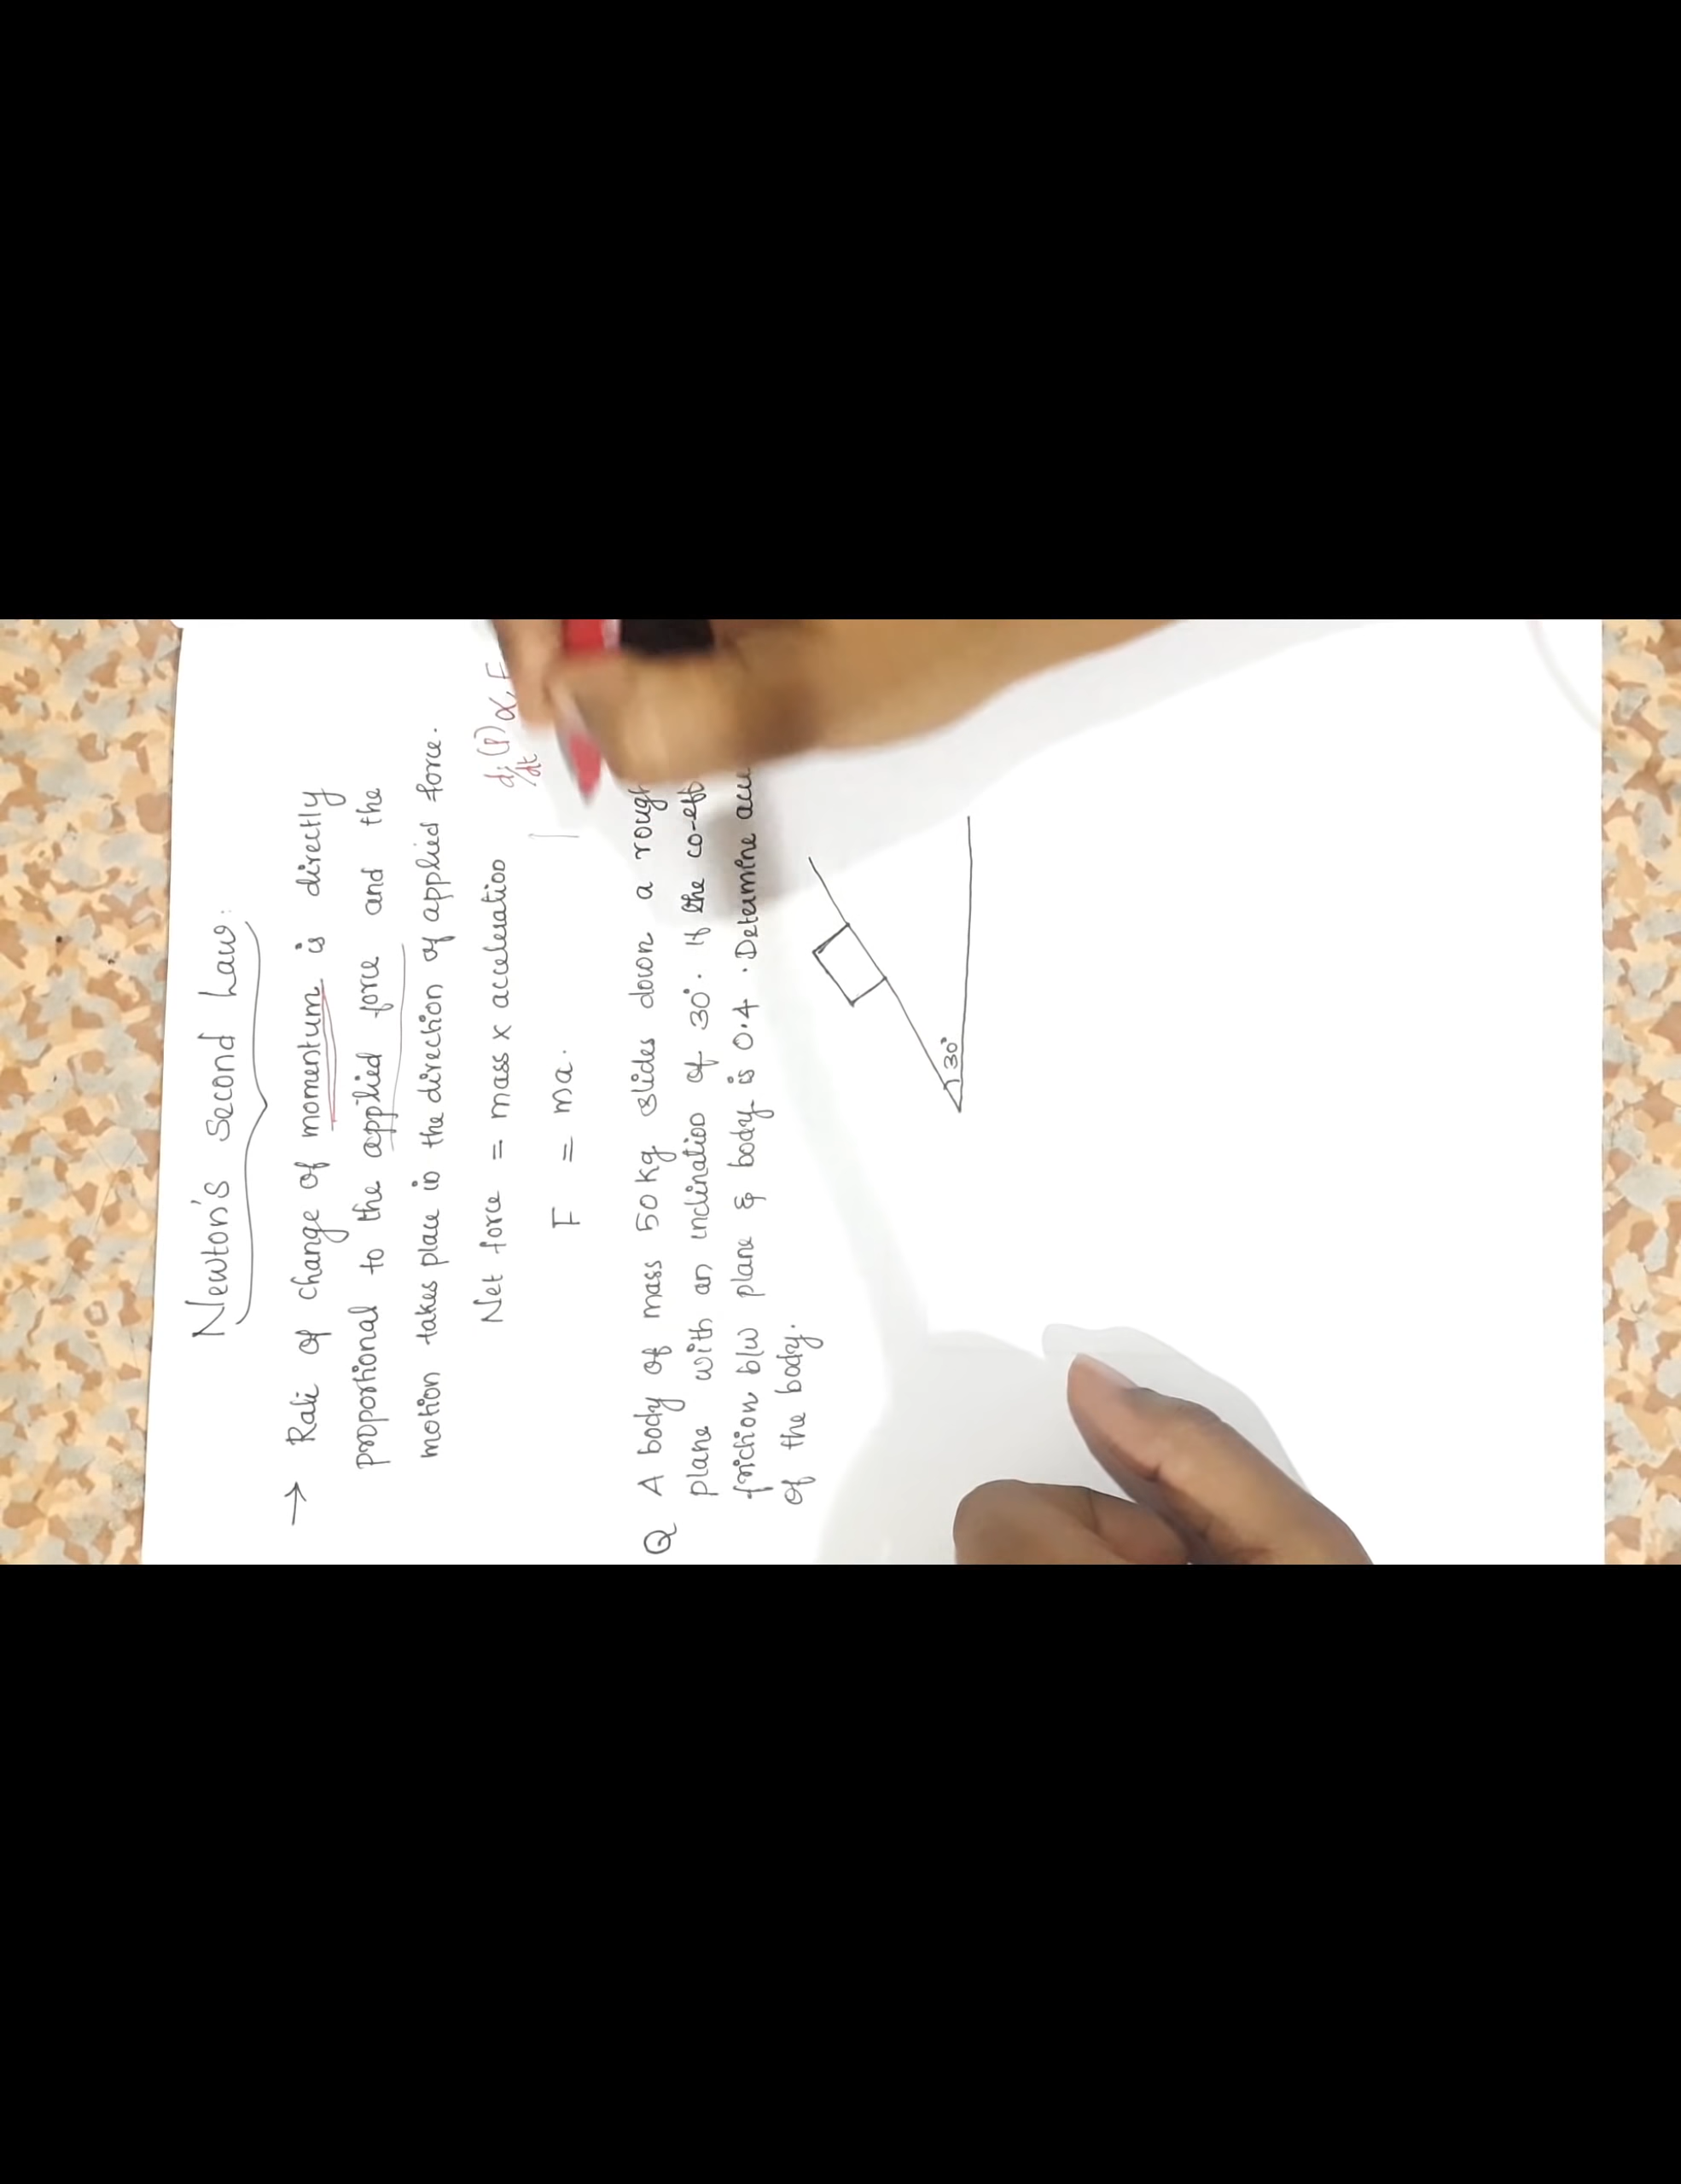 Newton's Second Law:
→ Rate of change of momentum is directly
proportional to the applied force and the
motion takes place in the direction of applied force.
Net force = mass x acceleration
d/dt (P) ∝ F
F = ma.
Q A body of mass 50 kg slides down a rough
plane with an inclination of 30°. If the co-eff
friction b/w plane & body is 0.4. Determine
of the body.
30°